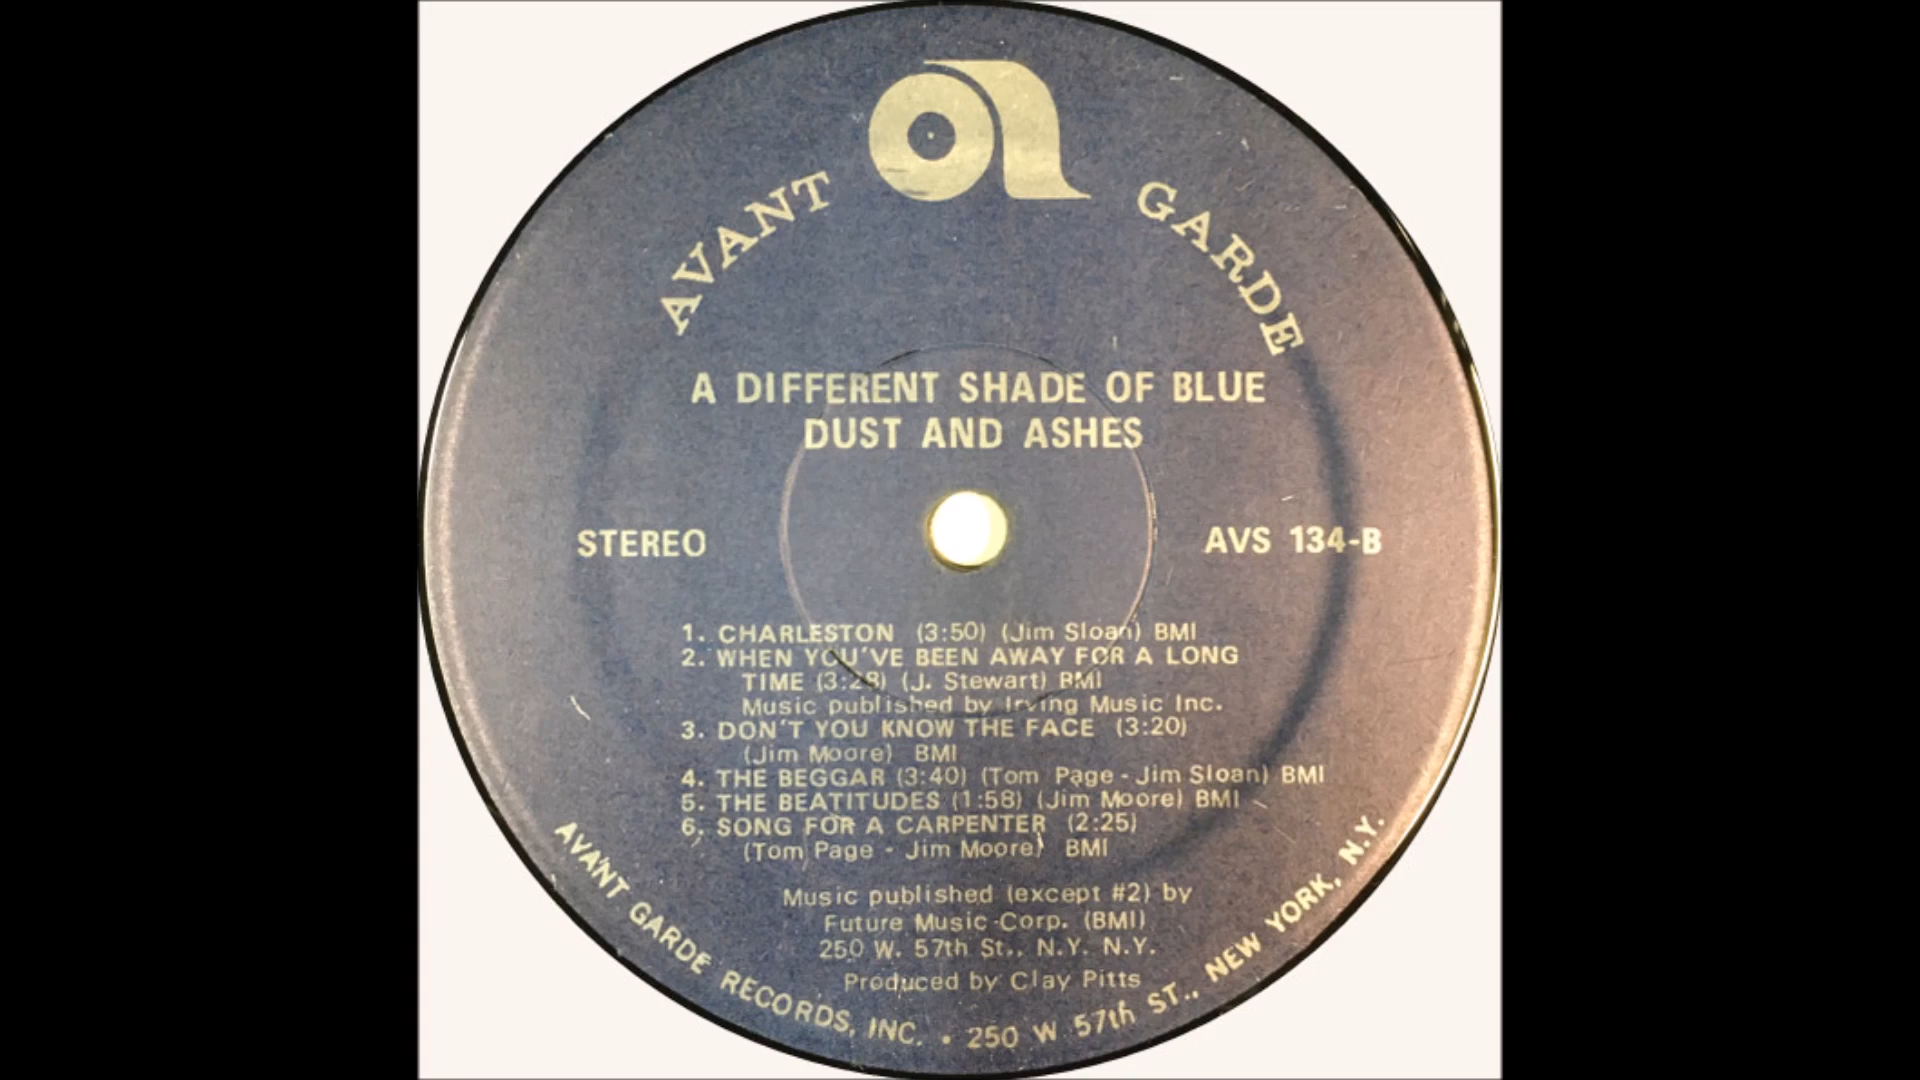 AVANT GARDE
A DIFFERENT SHADE OF BLUE
DUST AND ASHES
STEREO
AVS 134-B
1. CHARLESTON (3:50) (Jim Sloan) BMI
2. WHEN YOU'VE BEEN AWAY FOR A LONG
TIME (3:28) (J. Stewart) BMI
Music published by Irving Music Inc.
3. DON'T YOU KNOW THE FACE (3:20)
(Jim Moore) BMI
4. THE BEGGAR (3:40) (Tom Page - Jim Sloan) BMI
5. THE BEATITUDES (1:58) (Jim Moore) BMI
6. SONG FOR A CARPENTER (2:25)
(Tom Page - Jim Moore) BMI
Music published (except #2) by
Future Music Corp. (BMI)
250 W. 57th St., N.Y. N.Y.
Produced by Clay Pitts
AVANT GARDE RECORDS, INC. • 250 W 57th ST., NEW YORK, N.Y.